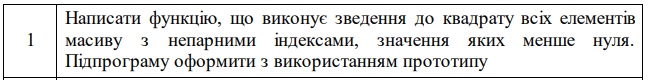 1
Написати функцію, що виконує зведення до квадрату всіх елементів
масиву з непарними індексами, значення яких менше нуля.
Підпрограму оформити з використанням прототипу